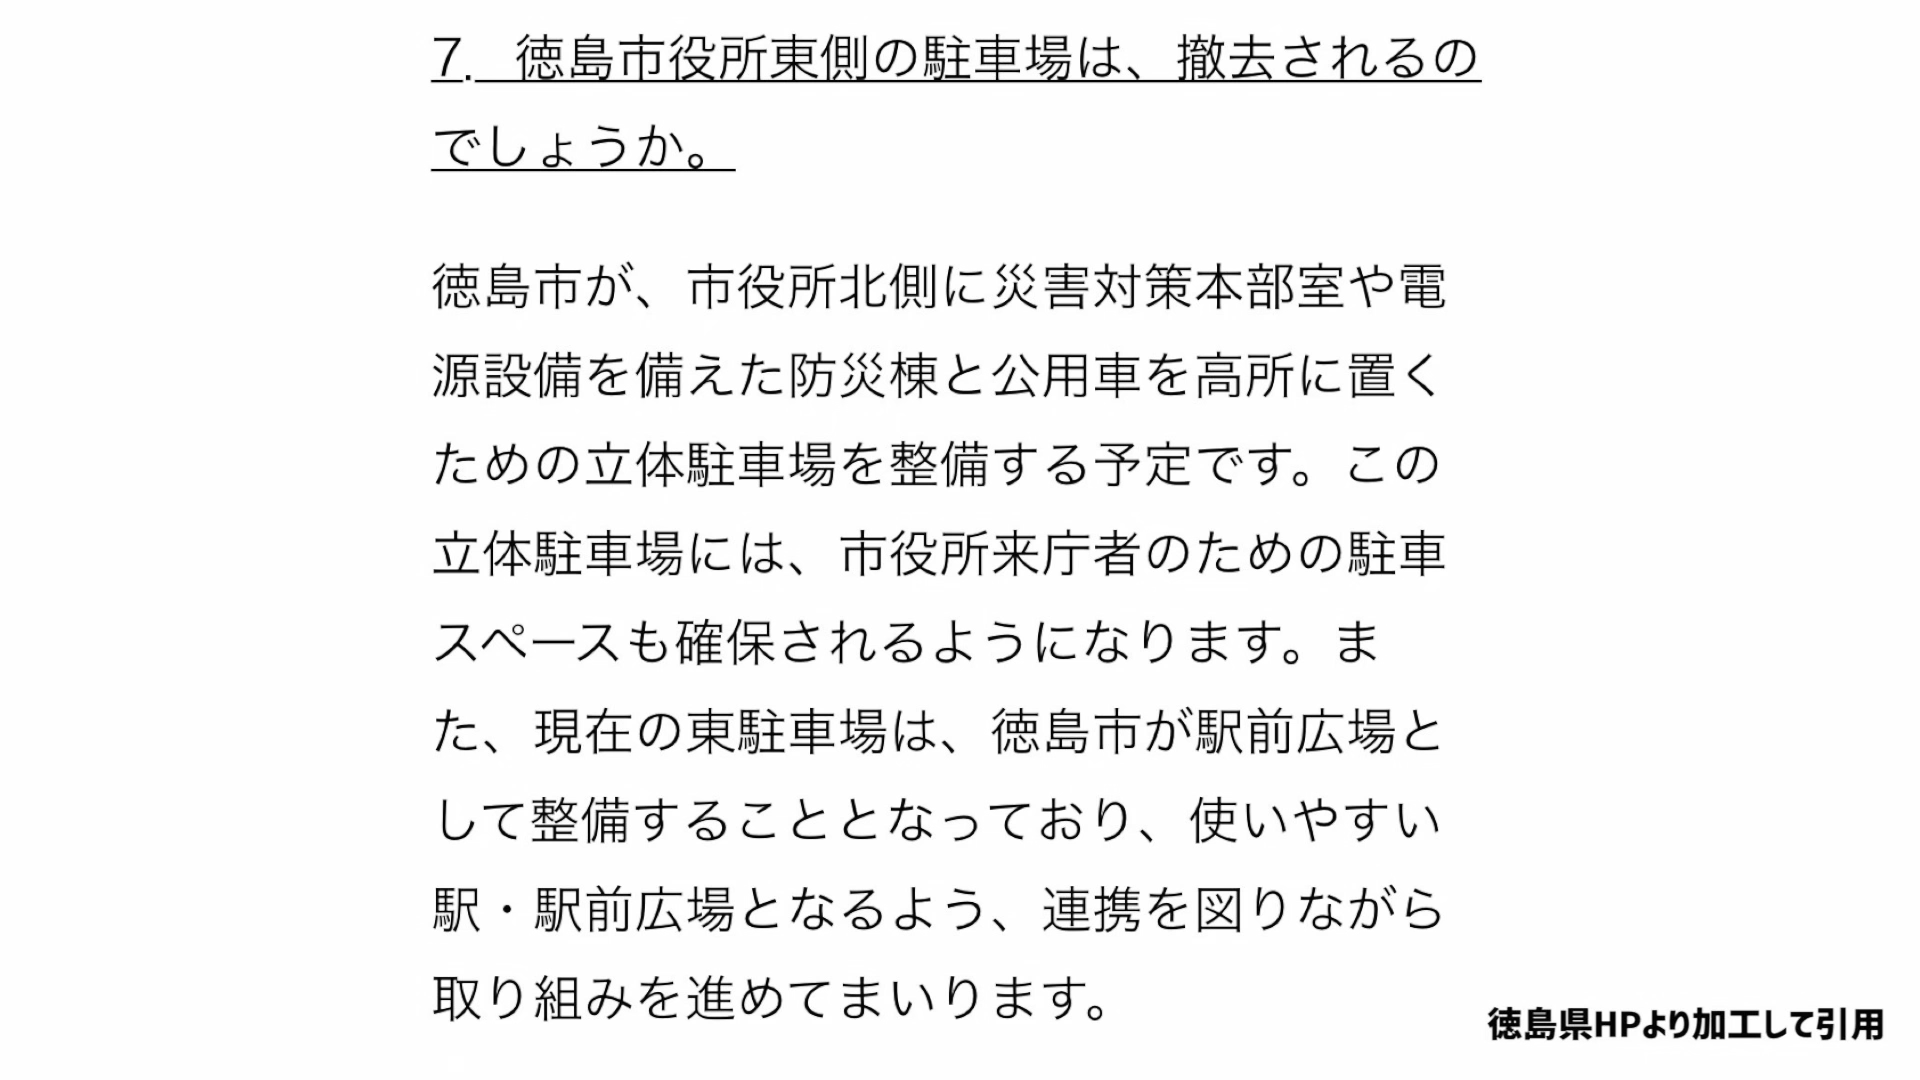 7. 徳島市役所東側の駐車場は、撤去されるの
でしょうか。
徳島市が、市役所北側に災害対策本部室や電
源設備を備えた防災棟と公用車を高所に置く
ための立体駐車場を整備する予定です。この
立体駐車場には、市役所来庁者のための駐車
スペースも確保されるようになります。ま
た、現在の東駐車場は、徳島市が駅前広場と
して整備することとなっており、使いやすい
駅・駅前広場となるよう、連携を図りながら
取り組みを進めてまいります。
徳島県HPより加工して引用